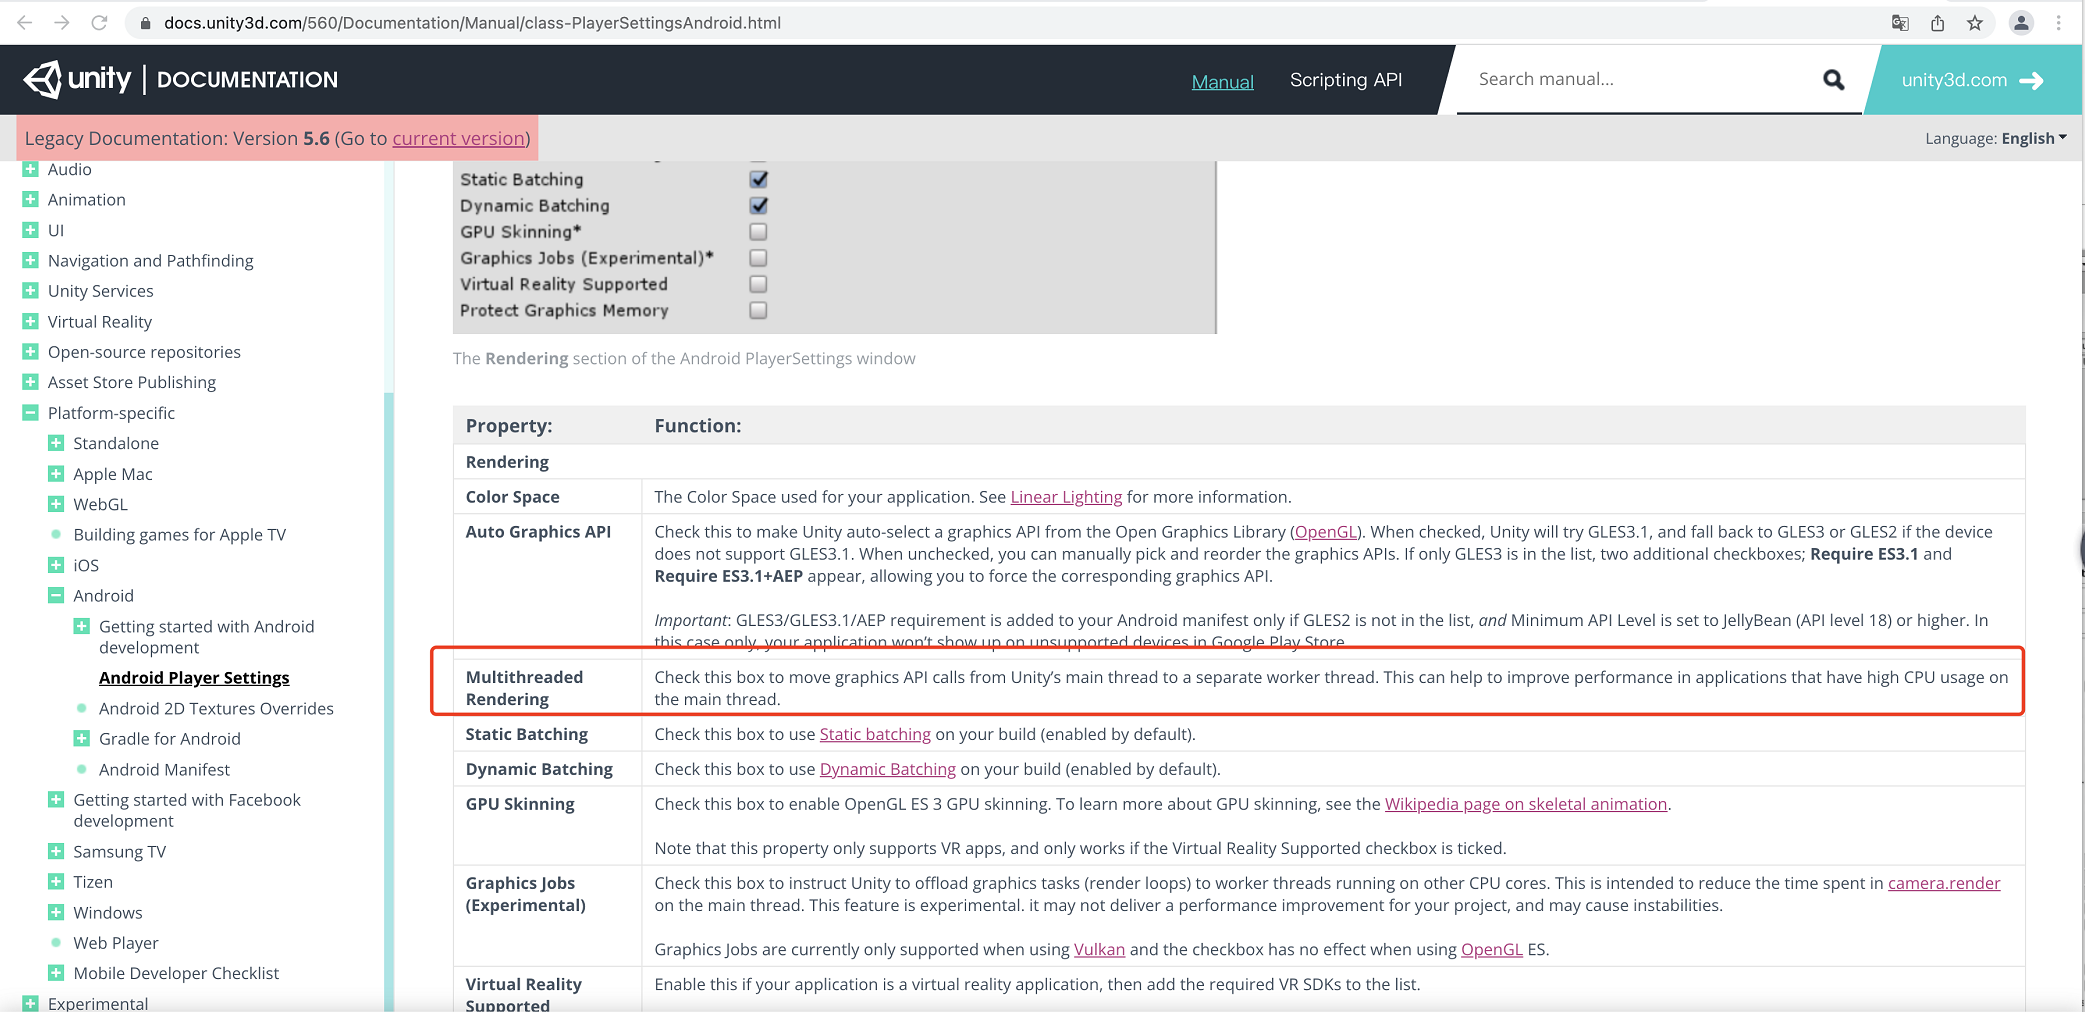 docs.unity3d.com/560/Documentation/Manual/class-PlayerSettingsAndroid.html
unity | DOCUMENTATION
Manual
Scripting API
Search manual...
unity3d.com
Legacy Documentation: Version 5.6 (Go to current version)
Language: English
Audio
Animation
UI
Navigation and Pathfinding
Unity Services
Virtual Reality
Open-source repositories
Asset Store Publishing
Platform-specific
Standalone
Apple Mac
WebGL
Building games for Apple TV
iOS
Android
Getting started with Android
development
Android Player Settings
Android 2D Textures Overrides
Gradle for Android
Android Manifest
Getting started with Facebook
development
Samsung TV
Tizen
Windows
Web Player
Mobile Developer Checklist
Experimental
Static Batching
Dynamic Batching
GPU Skinning*
Graphics Jobs (Experimental)*
Virtual Reality Supported
Protect Graphics Memory
The Rendering section of the Android PlayerSettings window
Property: Function:
Rendering
Color Space
The Color Space used for your application. See Linear Lighting for more information.
Auto Graphics API
Check this to make Unity auto-select a graphics API from the Open Graphics Library (OpenGL). When checked, Unity will try GLES3.1, and fall back to GLES3 or GLES2 if the device
does not support GLES3.1. When unchecked, you can manually pick and reorder the graphics APIs. If only GLES3 is in the list, two additional checkboxes; Require ES3.1 and
Require ES3.1+AEP appear, allowing you to force the corresponding graphics API.
Important: GLES3/GLES3.1/AEP requirement is added to your Android manifest only if GLES2 is not in the list, and Minimum API Level is set to JellyBean (API level 18) or higher. In
this case only, your application won't show up on unsupported devices in Google Play Store.
Multithreaded
Rendering
Check this box to move graphics API calls from Unity's main thread to a separate worker thread. This can help to improve performance in applications that have high CPU usage on
the main thread.
Static Batching
Check this box to use Static batching on your build (enabled by default).
Dynamic Batching
Check this box to use Dynamic Batching on your build (enabled by default).
GPU Skinning
Check this box to enable OpenGL ES 3 GPU skinning. To learn more about GPU skinning, see the Wikipedia page on skeletal animation.
Note that this property only supports VR apps, and only works if the Virtual Reality Supported checkbox is ticked.
Graphics Jobs
(Experimental)
Check this box to instruct Unity to offload graphics tasks (render loops) to worker threads running on other CPU cores. This is intended to reduce the time spent in camera.render
on the main thread. This feature is experimental. it may not deliver a performance improvement for your project, and may cause instabilities.
Graphics Jobs are currently only supported when using Vulkan and the checkbox has no effect when using OpenGL ES.
Virtual Reality
Supported
Enable this if your application is a virtual reality application, then add the required VR SDKs to the list.